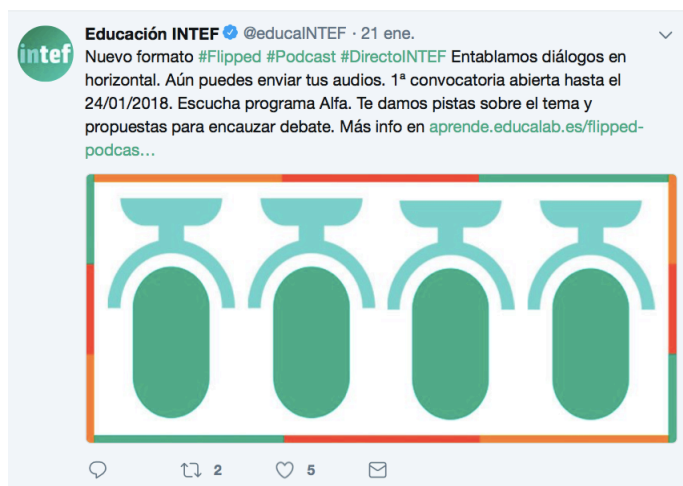 intef
Educación INTEF @educaINTEF · 21 ene.
Nuevo formato #Flipped #Podcast #DirectoINTEF Entablamos diálogos en
horizontal. Aún puedes enviar tus audios. 1ª convocatoria abierta hasta el
24/01/2018. Escucha programa Alfa. Te damos pistas sobre el tema y
propuestas para encauzar debate. Más info en aprende.educalab.es/flipped-
podcas…
2 5